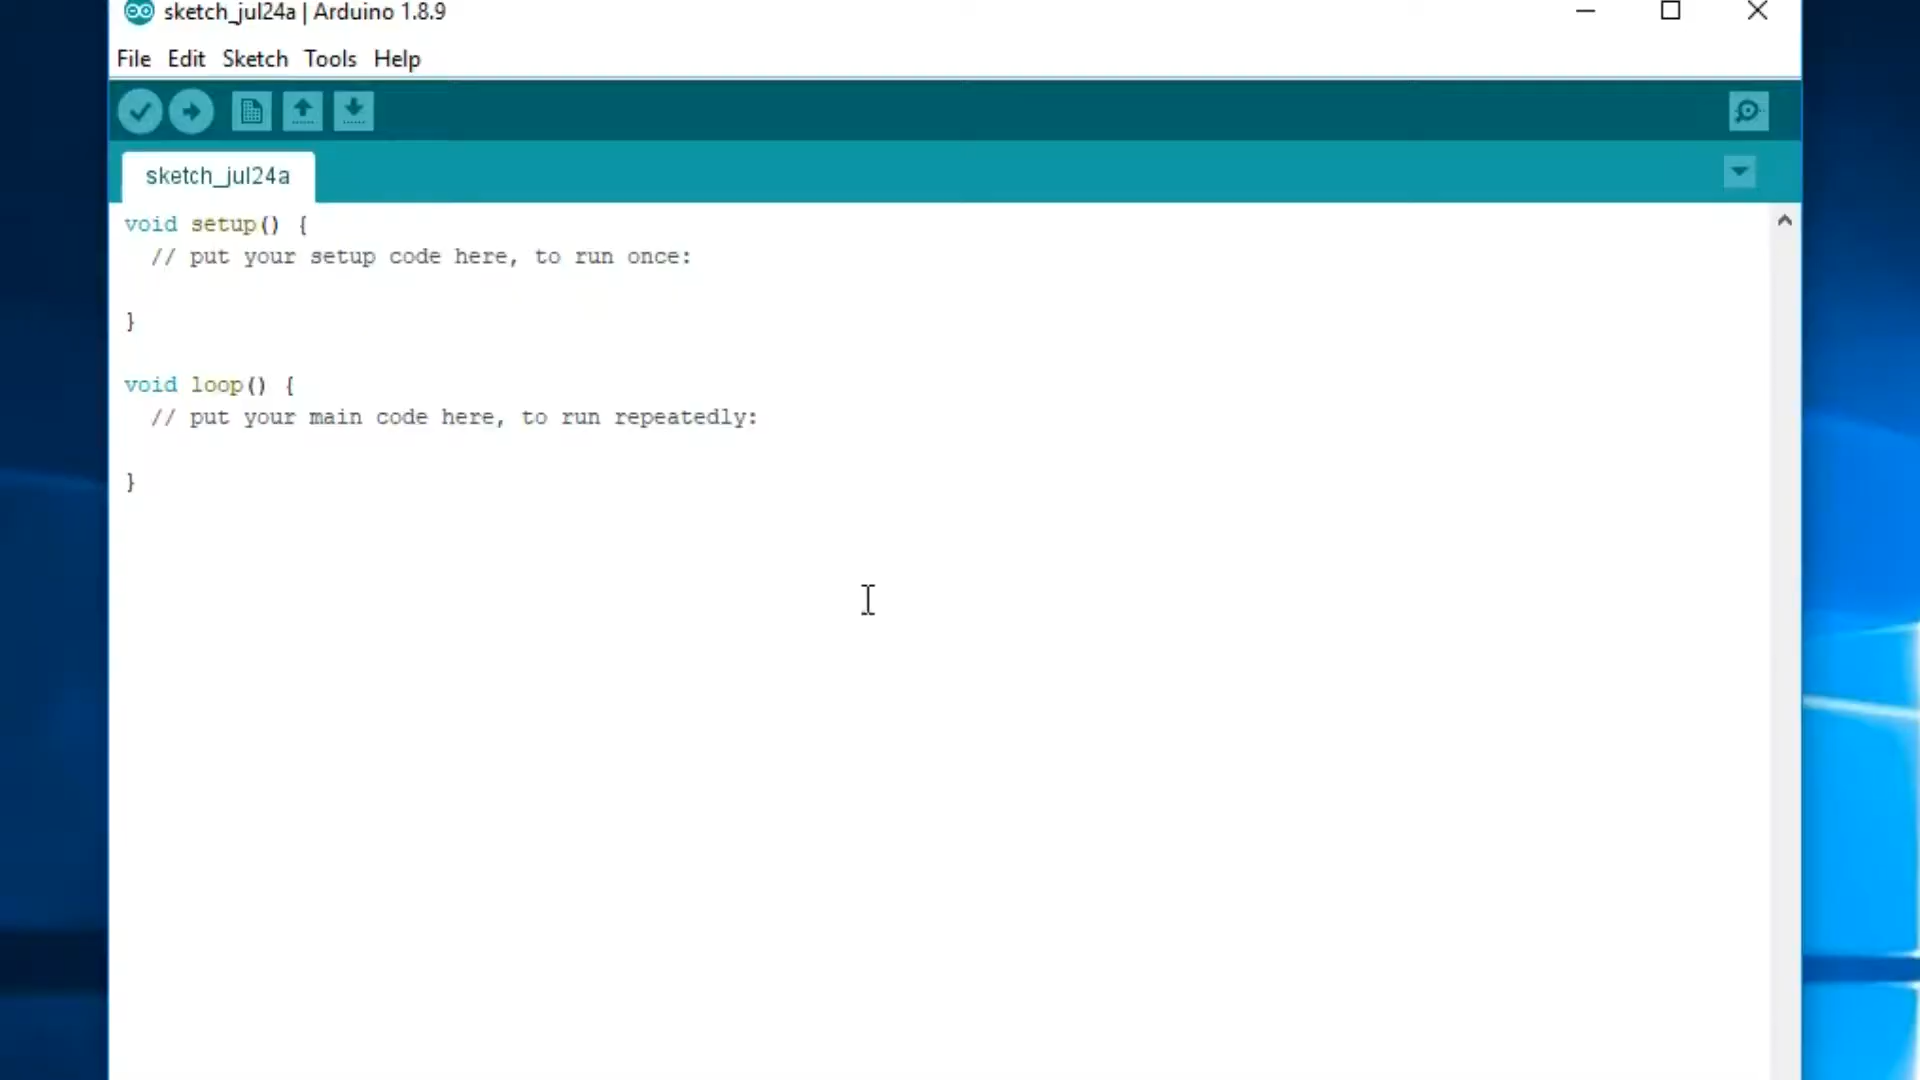 sketch_jul24a | Arduino 1.8.9
File Edit Sketch Tools Help
sketch_jul24a
void setup() {
  // put your setup code here, to run once:

}

void loop() {
  // put your main code here, to run repeatedly:

}